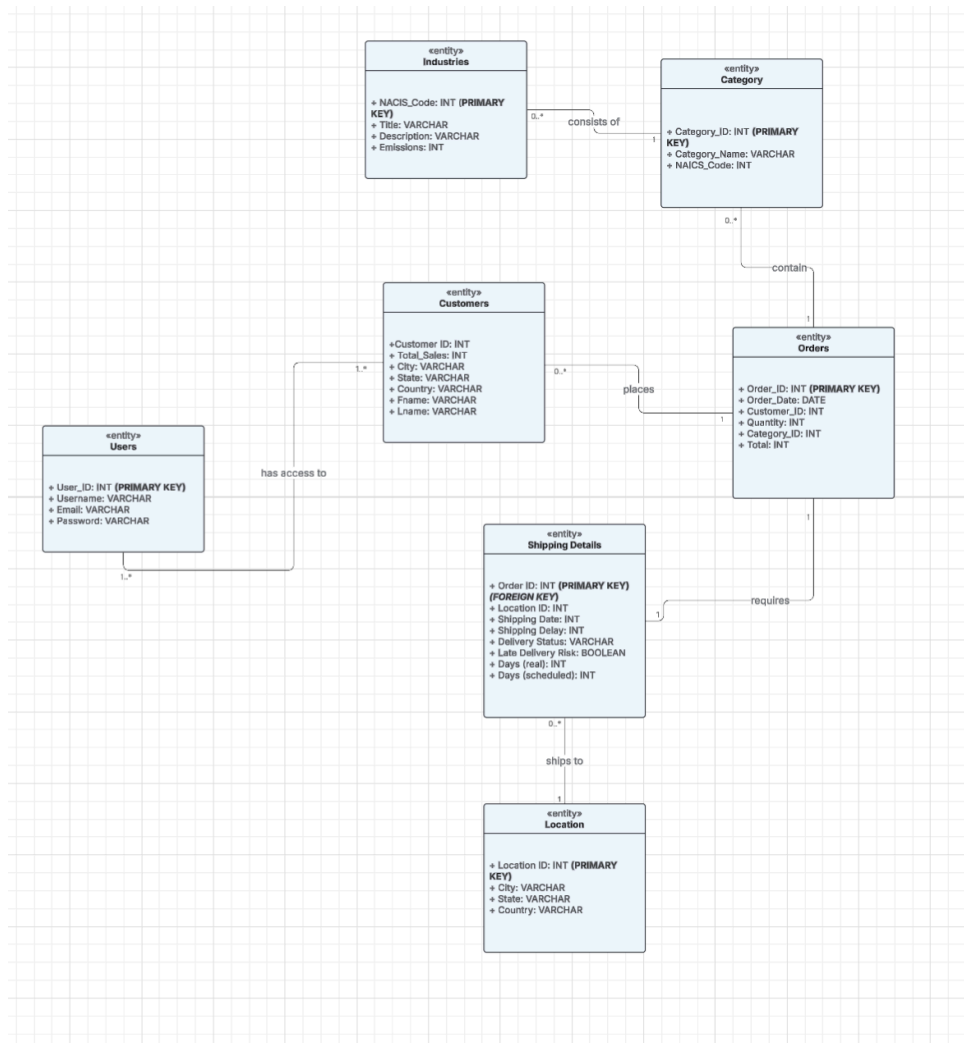 «entity»
Industries
+ NACIS_Code: INT (PRIMARY
KEY)
+ Title: VARCHAR
+ Description: VARCHAR
+ Emissions: INT
0..*
consists of
1
«entity»
Category
+ Category_ID: INT (PRIMARY
KEY)
+ Category_Name: VARCHAR
+ NAICS_Code: INT
0..*
contain
1
«entity»
Customers
+Customer ID: INT
+ Total_Sales: INT
+ City: VARCHAR
+ State: VARCHAR
+ Country: VARCHAR
+ Fname: VARCHAR
+ Lname: VARCHAR
1..*
0..*
places
1
«entity»
Orders
+ Order_ID: INT (PRIMARY KEY)
+ Order_Date: DATE
+ Customer_ID: INT
+ Quantity: INT
+ Category_ID: INT
+ Total: INT
1
«entity»
Users
+ User_ID: INT (PRIMARY KEY)
+ Username: VARCHAR
+ Email: VARCHAR
+ Password: VARCHAR
1..*
has access to
«entity»
Shipping Details
+ Order ID: INT (PRIMARY KEY)
(FOREIGN KEY)
+ Location ID: INT
+ Shipping Date: INT
+ Shipping Delay: INT
+ Delivery Status: VARCHAR
+ Late Delivery Risk: BOOLEAN
+ Days (real): INT
+ Days (scheduled): INT
1
requires
0..*
ships to
1
«entity»
Location
+ Location ID: INT (PRIMARY
KEY)
+ City: VARCHAR
+ State: VARCHAR
+ Country: VARCHAR